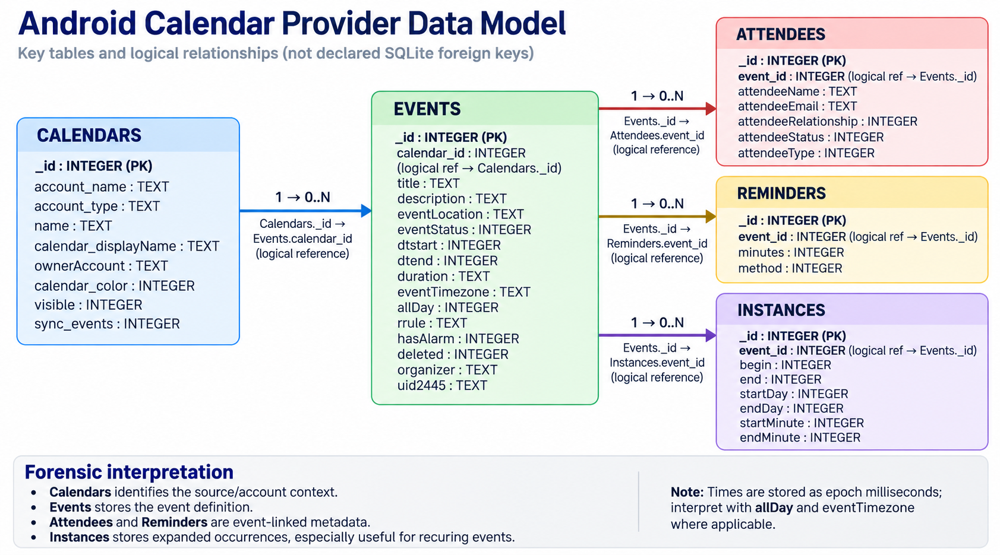 Android Calendar Provider Data Model
Key tables and logical relationships (not declared SQLite foreign keys)
CALENDARS
_id : INTEGER (PK)
account_name : TEXT
account_type : TEXT
name : TEXT
calendar_displayName : TEXT
ownerAccount : TEXT
calendar_color : INTEGER
visible : INTEGER
sync_events : INTEGER
1 → 0..N
Calendars._id →
Events.calendar_id
(logical reference)
EVENTS
_id : INTEGER (PK)
calendar_id : INTEGER
(logical ref → Calendars._id)
title : TEXT
description : TEXT
eventLocation : TEXT
eventStatus : INTEGER
dtstart : INTEGER
dtend : INTEGER
duration : TEXT
eventTimezone : TEXT
allDay : INTEGER
rrule : TEXT
hasAlarm : INTEGER
deleted : INTEGER
organizer : TEXT
uid2445 : TEXT
1 → 0..N
Events._id →
Attendees.event_id
(logical reference)
1 → 0..N
Events._id →
Reminders.event_id
(logical reference)
1 → 0..N
Events._id →
Instances.event_id
(logical reference)
ATTENDEES
_id : INTEGER (PK)
event_id : INTEGER (logical ref → Events._id)
attendeeName : TEXT
attendeeEmail : TEXT
attendeeRelationship : INTEGER
attendeeStatus : INTEGER
attendeeType : INTEGER
REMINDERS
_id : INTEGER (PK)
event_id : INTEGER (logical ref → Events._id)
minutes : INTEGER
method : INTEGER
INSTANCES
_id : INTEGER (PK)
event_id : INTEGER (logical ref → Events._id)
begin : INTEGER
end : INTEGER
startDay : INTEGER
endDay : INTEGER
startMinute : INTEGER
endMinute : INTEGER
Forensic interpretation
• Calendars identifies the source/account context.
• Events stores the event definition.
• Attendees and Reminders are event-linked metadata.
• Instances stores expanded occurrences, especially useful for recuring events.
Note: Times are stored as epoch milliseconds;
interpret with allDay and eventTimezone
where applicable.